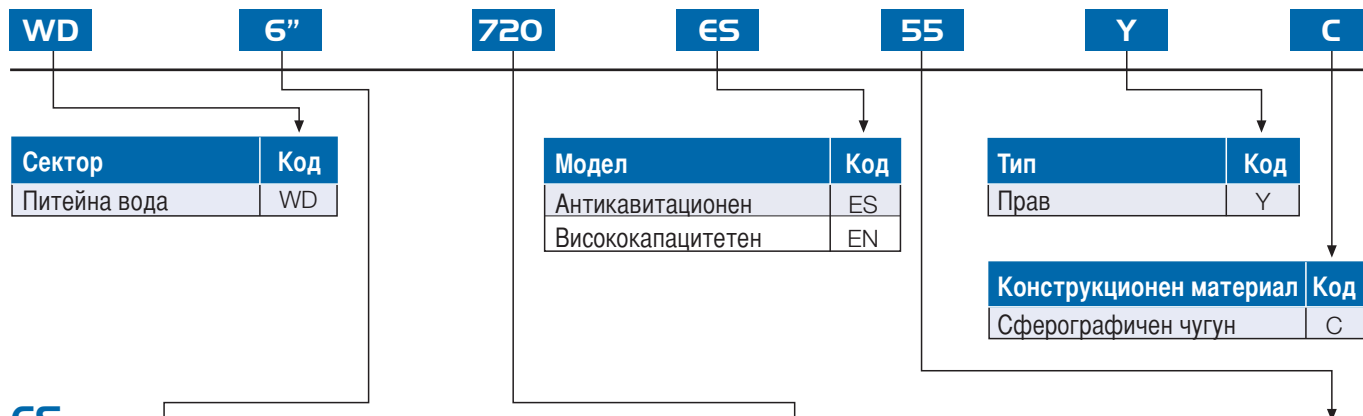 WD 6” 720 ES 55 Y C
Сектор Код
Питейна вода WD
Модел Код
Антикавитационен ES
Висококапацитетен EN
Тип Код
Прав Y
Конструкционен материал Код
Сферографичен чугун C
ES